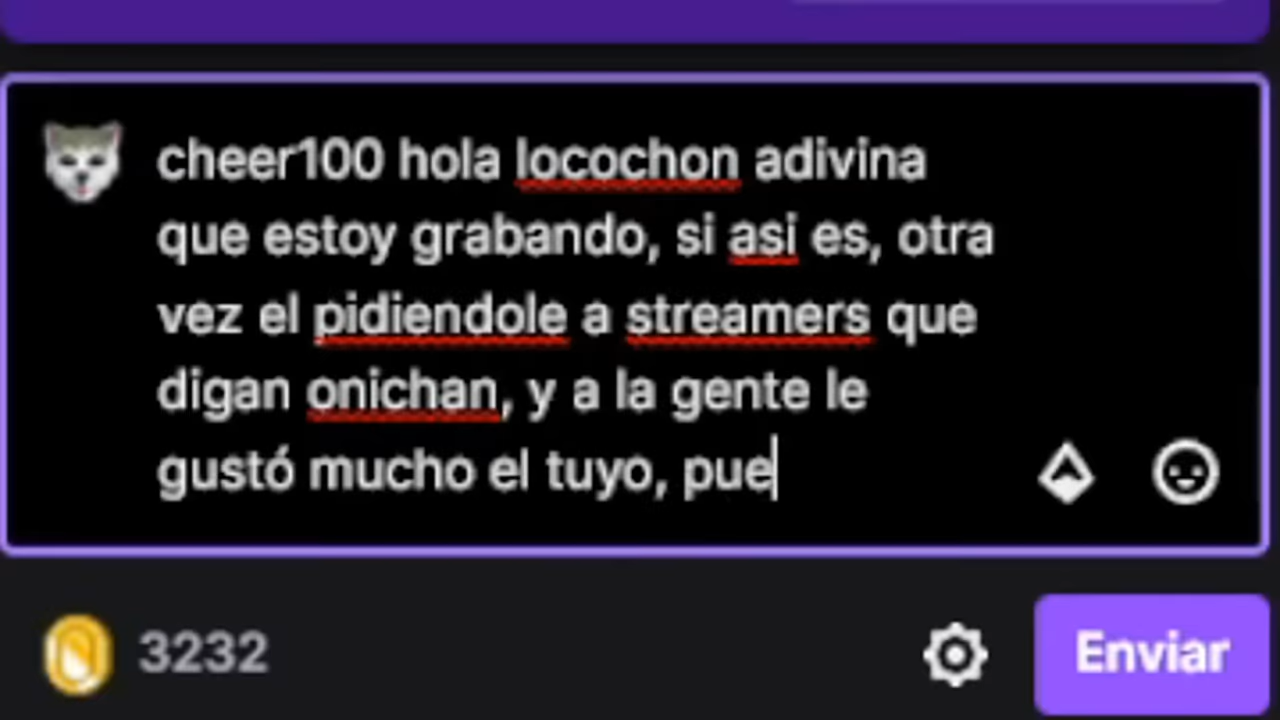 cheer100 hola locochon adivina
que estoy grabando, si asi es, otra
vez el pidiendole a streamers que
digan onichan, y a la gente le
gustó mucho el tuyo, pue
3232
Enviar